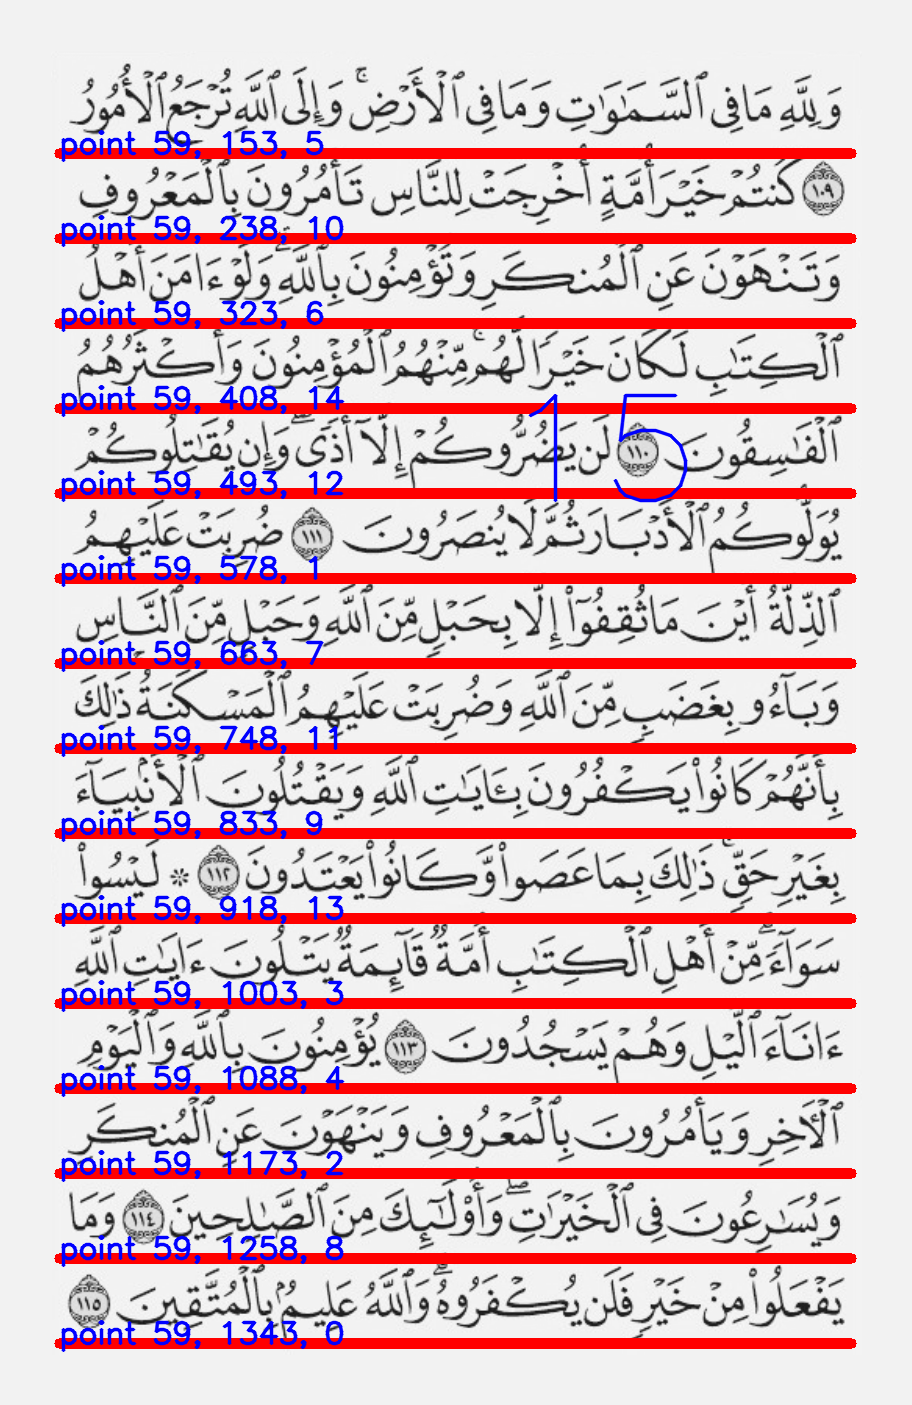 وَلِلَّهِ مَا فِى ٱلسَّمَٰوَٰتِ وَمَا فِى ٱلْأَرْضِ ۚ وَإِلَى ٱللَّهِ تُرْجَعُ ٱلْأُمُورُ
point 59, 153, 5
١٠٩ كُنتُمْ خَيْرَ أُمَّةٍ أُخْرِجَتْ لِلنَّاسِ تَأْمُرُونَ بِٱلْمَعْرُوفِ
point 59, 238, 10
وَتَنْهَوْنَ عَنِ ٱلْمُنكَرِ وَتُؤْمِنُونَ بِٱللَّهِ ۗ وَلَوْ ءَامَنَ أَهْلُ
point 59, 323, 6
ٱلْكِتَٰبِ لَكَانَ خَيْرًا لَّهُم ۚ مِّنْهُمُ ٱلْمُؤْمِنُونَ وَأَكْثَرُهُمُ
point 59, 408, 14
15
ٱلْفَٰسِقُونَ ١١٠ لَن يَضُرُّوكُمْ إِلَّآ أَذًى ۖ وَإِن يُقَٰتِلُوكُمْ
point 59, 493, 12
يُوَلُّوكُمُ ٱلْأَدْبَارَ ثُمَّ لَا يُنصَرُونَ ١١١ ضُرِبَتْ عَلَيْهِمُ
point 59, 578, 1
ٱلذِّلَّةُ أَيْنَ مَا ثُقِفُوٓا۟ إِلَّا بِحَبْلٍ مِّنَ ٱللَّهِ وَحَبْلٍ مِّنَ ٱلنَّاسِ
point 59, 663, 7
وَبَآءُو بِغَضَبٍ مِّنَ ٱللَّهِ وَضُرِبَتْ عَلَيْهِمُ ٱلْمَسْكَنَةُ ذَٰلِكَ
point 59, 748, 11
بِأَنَّهُمْ كَانُوا۟ يَكْفُرُونَ بِـَٔايَٰتِ ٱللَّهِ وَيَقْتُلُونَ ٱلْأَنۢبِيَآءَ
point 59, 833, 9
بِغَيْرِ حَقٍّ ۚ ذَٰلِكَ بِمَا عَصَوا۟ وَّكَانُوا۟ يَعْتَدُونَ ١١٢ ۞ لَيْسُوا۟
point 59, 918, 13
سَوَآءً ۗ مِّنْ أَهْلِ ٱلْكِتَٰبِ أُمَّةٌ قَآئِمَةٌ يَتْلُونَ ءَايَٰتِ ٱللَّهِ
point 59, 1003, 3
ءَانَآءَ ٱلَّيْلِ وَهُمْ يَسْجُدُونَ ١١٣ يُؤْمِنُونَ بِٱللَّهِ وَٱلْيَوْمِ
point 59, 1088, 4
ٱلْـَٔاخِرِ وَيَأْمُرُونَ بِٱلْمَعْرُوفِ وَيَنْهَوْنَ عَنِ ٱلْمُنكَرِ
point 59, 1173, 2
وَيُسَٰرِعُونَ فِى ٱلْخَيْرَٰتِ ۖ وَأُو۟لَٰٓئِكَ مِنَ ٱلصَّٰلِحِينَ ١١٤ وَمَا
point 59, 1258, 8
يَفْعَلُوا۟ مِنْ خَيْرٍ فَلَن يُكْفَرُوهُ ۗ وَٱللَّهُ عَلِيمٌۢ بِٱلْمُتَّقِينَ ١١٥
point 59, 1343, 0